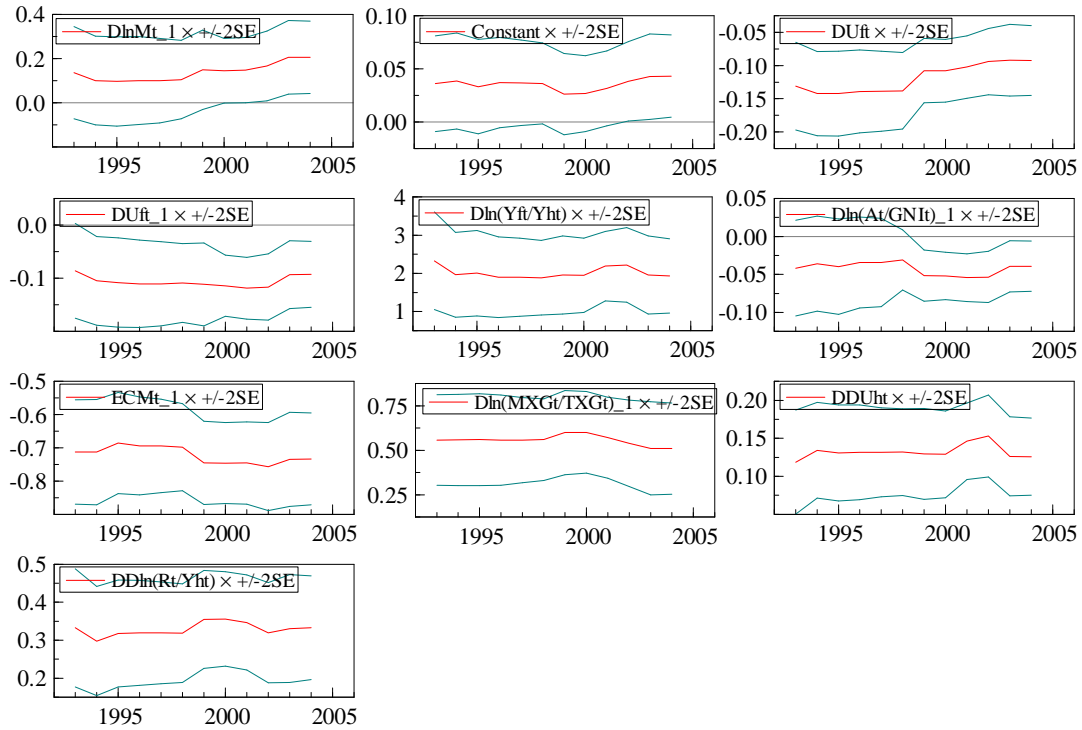 0.4
DlnMt_1 × +/-2SE
0.2
0.0
1995 2000 2005
0.10
Constant × +/-2SE
0.05
0.00
1995 2000 2005
-0.05
DUft × +/-2SE
-0.10
-0.15
-0.20
1995 2000 2005
0.0
DUft_1 × +/-2SE
-0.1
1995 2000 2005
4
Dln(Yft/Yht) × +/-2SE
3
2
1
1995 2000 2005
0.05
Dln(At/GNIt)_1 × +/-2SE
0.00
-0.05
-0.10
1995 2000 2005
-0.5
ECMt_1 × +/-2SE
-0.6
-0.7
-0.8
1995 2000 2005
Dln(MXGt/TXGt)_1 × +/-2SE
0.75
0.50
0.25
1995 2000 2005
DDUht × +/-2SE
0.20
0.15
0.10
1995 2000 2005
0.5
DDln(Rt/Yht) × +/-2SE
0.4
0.3
0.2
1995 2000 2005